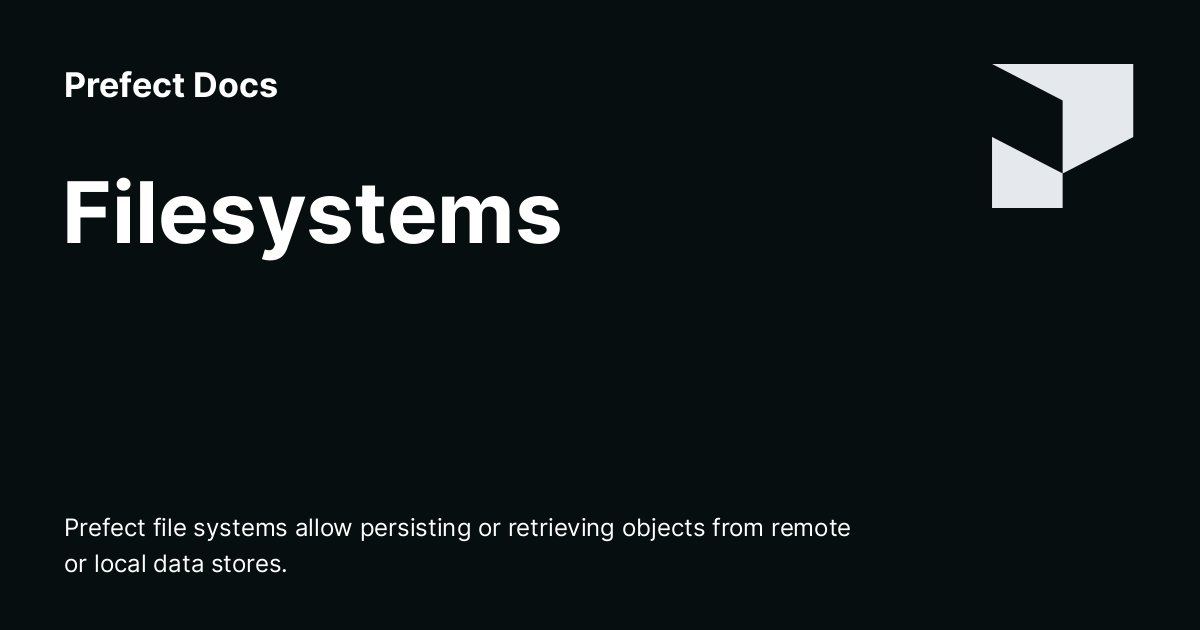 Prefect Docs
Filesystems
Prefect file systems allow persisting or retrieving objects from remote
or local data stores.